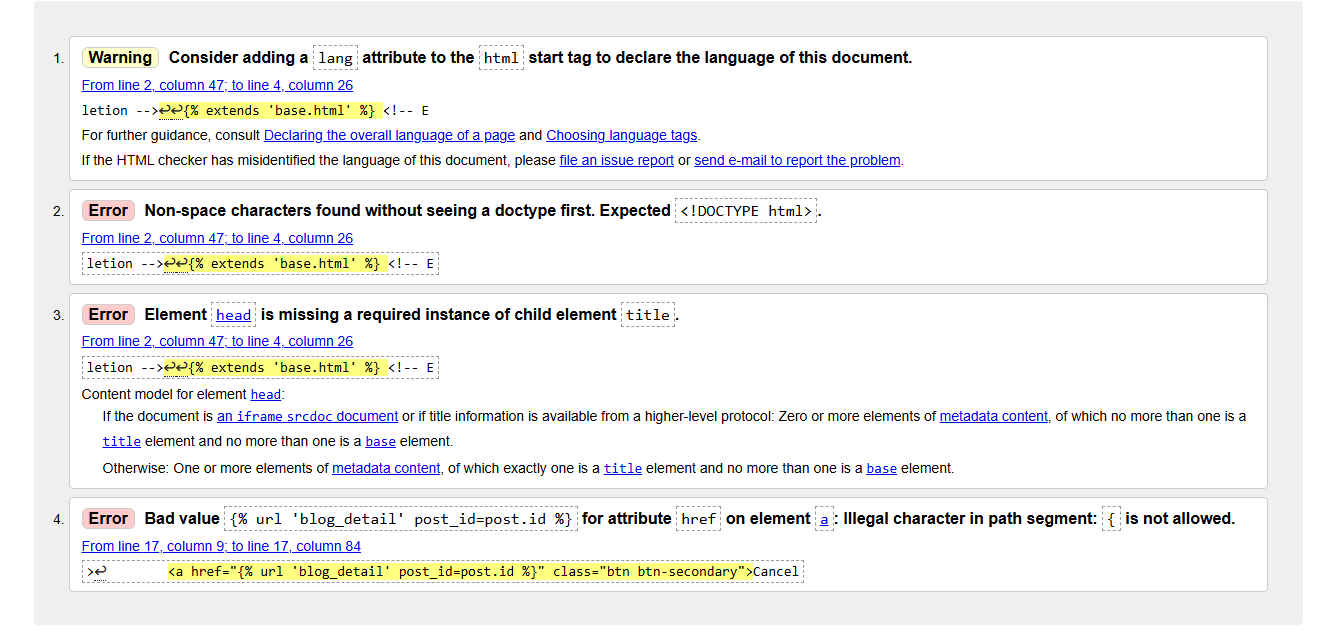 1. Warning Consider adding a lang attribute to the html start tag to declare the language of this document.
From line 2, column 47; to line 4, column 26
letion -->↩↩{% extends 'base.html' %} <!-- E
For further guidance, consult Declaring the overall language of a page and Choosing language tags.
If the HTML checker has misidentified the language of this document, please file an issue report or send e-mail to report the problem.
2. Error Non-space characters found without seeing a doctype first. Expected <!DOCTYPE html>.
From line 2, column 47; to line 4, column 26
letion -->↩↩{% extends 'base.html' %} <!-- E
3. Error Element head is missing a required instance of child element title.
From line 2, column 47; to line 4, column 26
letion -->↩↩{% extends 'base.html' %} <!-- E
Content model for element head:
If the document is an iframe srcdoc document or if title information is available from a higher-level protocol: Zero or more elements of metadata content, of which no more than one is a
title element and no more than one is a base element.
Otherwise: One or more elements of metadata content, of which exactly one is a title element and no more than one is a base element.
4. Error Bad value {% url 'blog_detail' post_id=post.id %} for attribute href on element a: Illegal character in path segment: { is not allowed.
From line 17, column 9; to line 17, column 84
>↩ <a href="{% url 'blog_detail' post_id=post.id %}" class="btn btn-secondary">Cancel